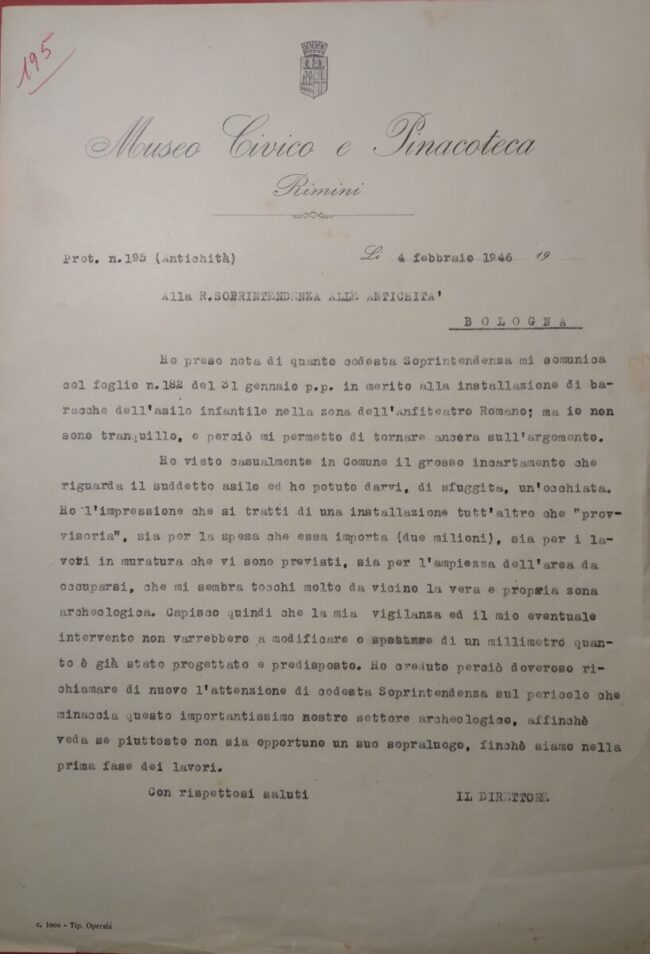 195
Museo Civico e Pinacoteca
Rimini
Prot. n.195 (Antichità)
Li 4 febbraio 1946 19
Alla R.SOBRINTENDENZA ALLE ANTICHITA'
BOLOGNA
Ho preso nota di quanto codesta Soprintendenza mi comunica
col foglio n.182 del 31 gennaio p.p. in merito alla installazione di ba-
racche dell'asilo infantile nella zona dell'Anfiteatro Romano; ma io non
sono tranquillo, e perciò mi permetto di tornare ancora sull'argomento.
Ho visto casualmente in Comune il grosso incartamento che
riguarda il suddetto asilo ed ho potuto darvi, di sfuggita, un'occhiata.
Ho l'impressione che si tratti di una installazione tutt'altro che "prov-
visoria", sia per la spesa che essa importa (due milioni), sia per i la-
vori in muratura che vi sono previsti, sia per l'ampiezza dell'area da
occuparsi, che mi sembra tocchi molto da vicino la vera e propria zona
archeologica. Capisco quindi che la mia vigilanza ed il mio eventuale
intervento non varrebbero a modificare o spostare di un millimetro quan-
to è già stato progettato e predisposto. Ho creduto perciò doveroso ri-
chiamare di nuovo l'attenzione di codesta Soprintendenza sul pericolo che
minaccia questo importantissimo nostro settore archeologico, affinchè
veda se piuttosto non sia opportuno un suo sopraluogo, finchè siamo nella
prima fase dei lavori.
Con rispettosi saluti
IL DIRETTORE
c. 1000 - Tip. Operai